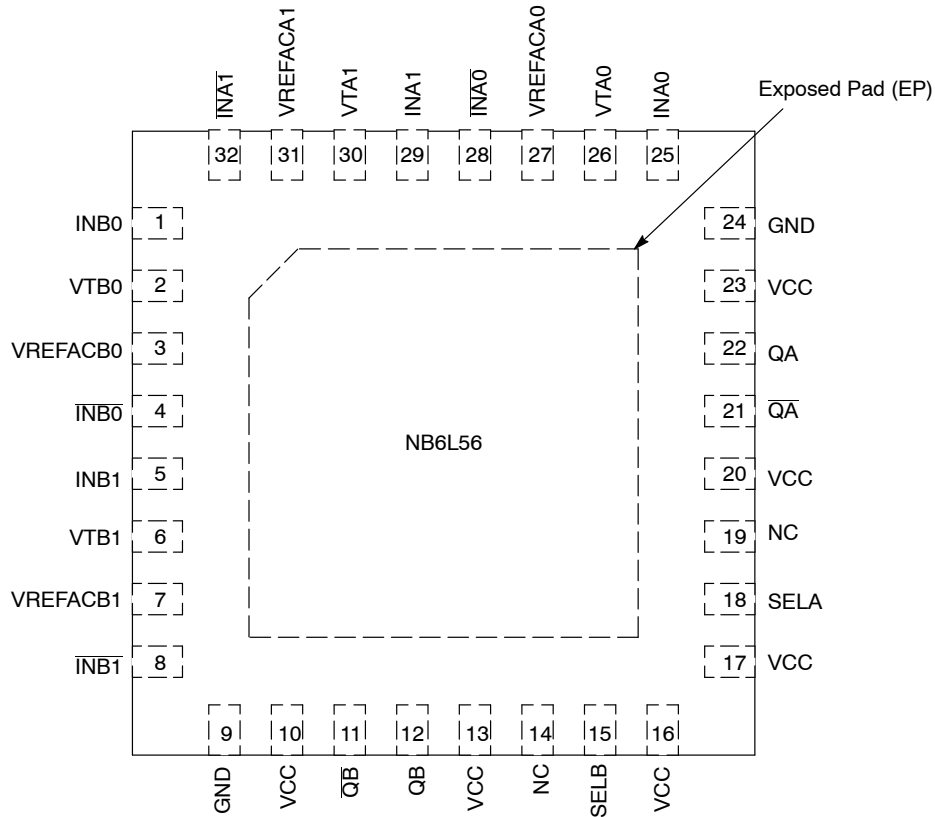 INA1
VREFACA1
VTA1
INA1
INA0
VREFACA0
VTA0
INA0
Exposed Pad (EP)
32 31 30 29 28 27 26 25
INB0 1
24 GND
VTB0 2
23 VCC
VREFACB0 3
22 QA
INB0 4
21 QA
NB6L56
INB1 5
20 VCC
VTB1 6
19 NC
VREFACB1 7
18 SELA
INB1 8
17 VCC
9 10 11 12 13 14 15 16
GND
VCC
QB
QB
VCC
NC
SELB
VCC